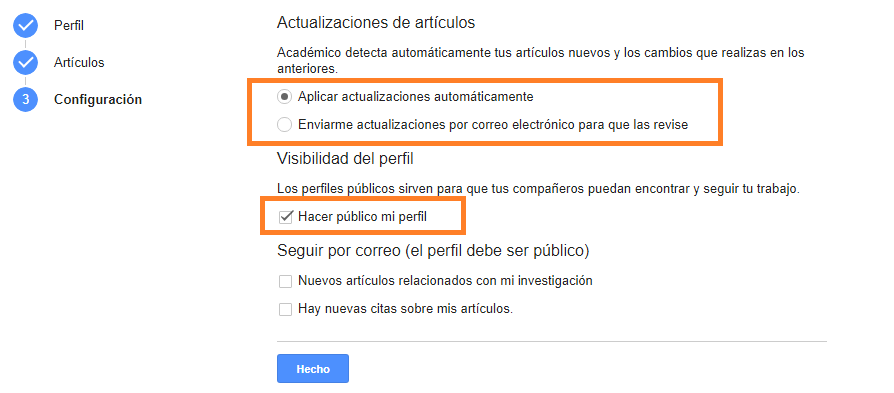 Perfil
Artículos
3 Configuración
Actualizaciones de artículos
Académico detecta automáticamente tus artículos nuevos y los cambios que realizas en los
anteriores.
Aplicar actualizaciones automáticamente
Enviarme actualizaciones por correo electrónico para que las revise
Visibilidad del perfil
Los perfiles públicos sirven para que tus compañeros puedan encontrar y seguir tu trabajo.
Hacer público mi perfil
Seguir por correo (el perfil debe ser público)
Nuevos artículos relacionados con mi investigación
Hay nuevas citas sobre mis artículos.
Hecho